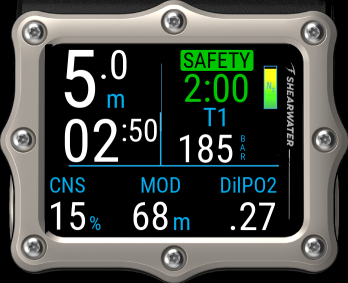 5.0 m
SAFETY
2:00
02:50
T1
185 BAR
N₂
SHEARWATER
CNS MOD DilPO2
15% 68m .27